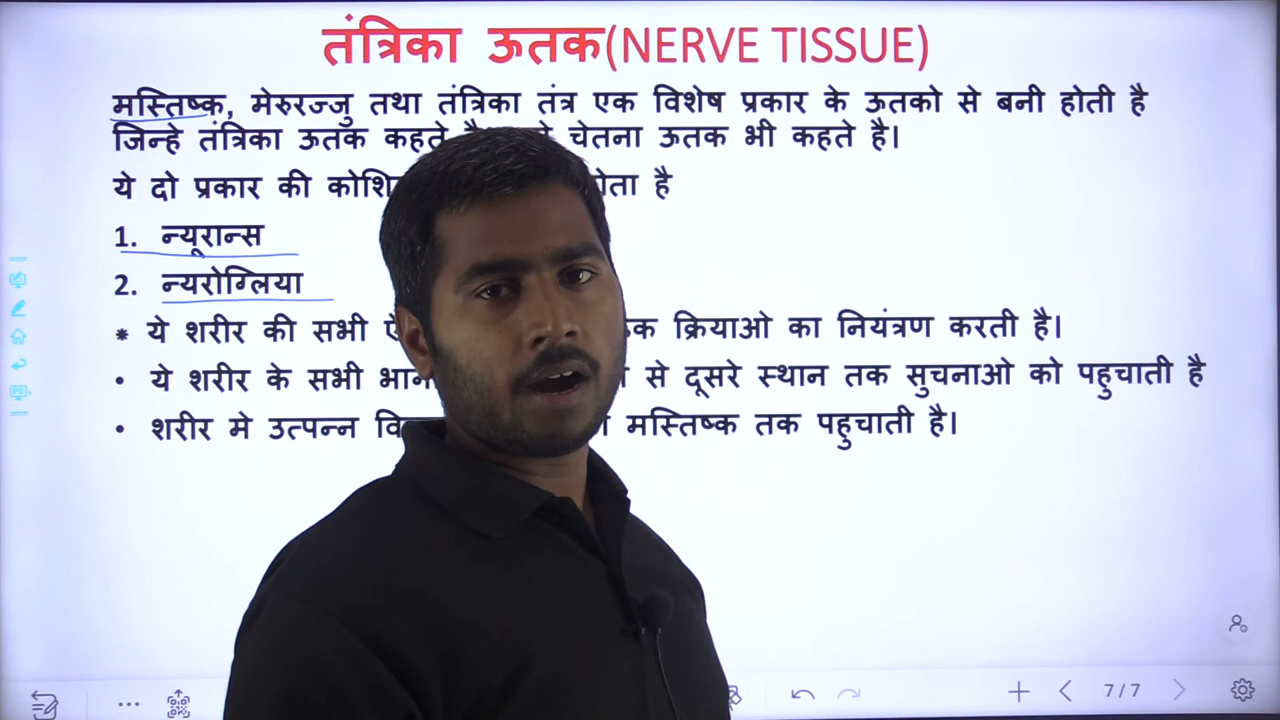 तंत्रिका ऊतक(NERVE TISSUE)
मस्तिष्क, मेरुरज्जु तथा तंत्रिका तंत्र एक विशेष प्रकार के ऊतको से बनी होती है
जिन्हे तंत्रिका ऊतक कहते चेतना ऊतक भी कहते है।
ये दो प्रकार की है
1. न्यूरान्स
2. न्यरोग्लिया
* ये शरीर की सभी क्रियाओ का नियंत्रण करती है।
• ये शरीर के सभी से दूसरे स्थान तक सुचनाओ को पहुचाती है
• शरीर मे उत्पन्न मस्तिष्क तक पहुचाती है।
7/7